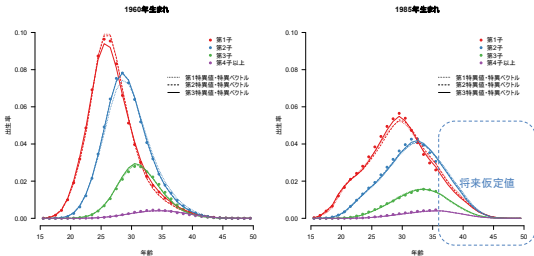 1960年生まれ
0.10
0.08
0.06
0.04
0.02
0.00
出生率
第1子
第2子
第3子
第4子以上
第1特異値・特異ベクトル
第2特異値・特異ベクトル
第3特異値・特異ベクトル
15 20 25 30 35 40 45 50
年齢
1985年生まれ
0.10
0.08
0.06
0.04
0.02
0.00
出生率
第1子
第2子
第3子
第4子以上
第1特異値・特異ベクトル
第2特異値・特異ベクトル
第3特異値・特異ベクトル
将来仮定値
15 20 25 30 35 40 45 50
年齢